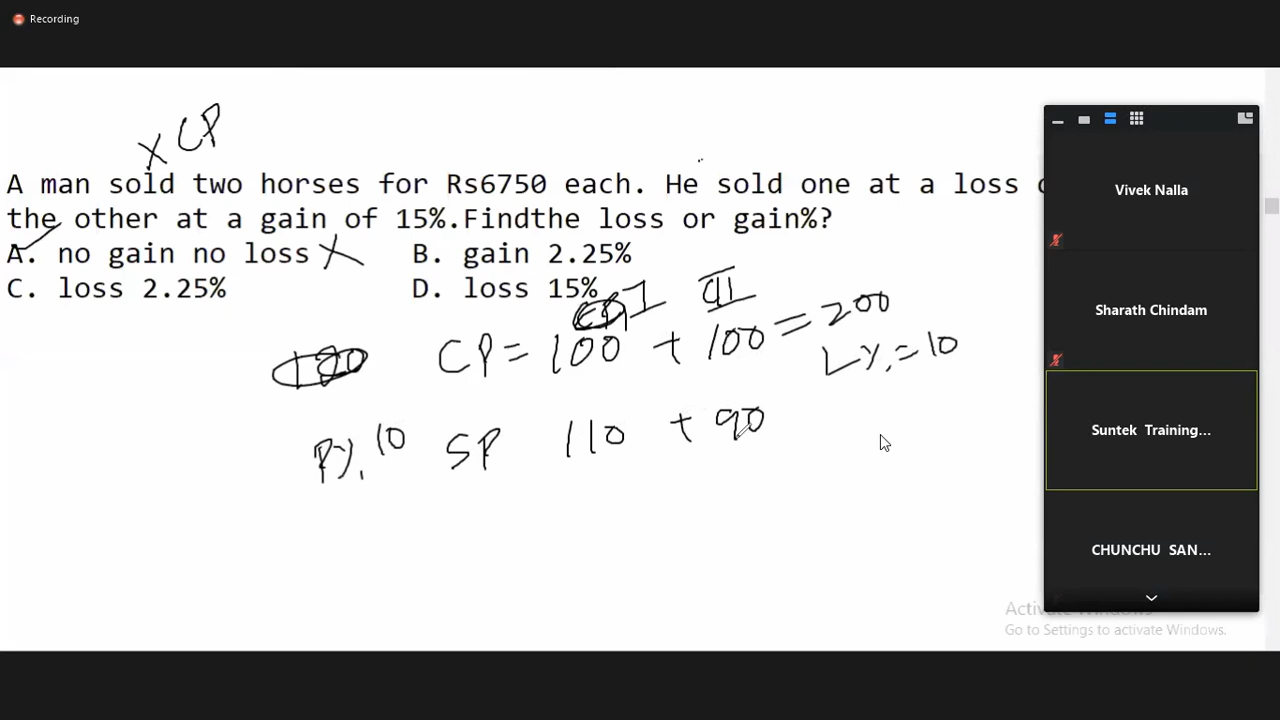 Recording
X CP
A man sold two horses for Rs6750 each. He sold one at a loss
the other at a gain of 15%.Findthe loss or gain%?
A. no gain no loss X B. gain 2.25%
C. loss 2.25% D. loss 15%
I II
CP = 100 + 100 = 200
L%. = 10
P%. 10 SP 110 + 90
Vivek Nalla
Sharath Chindam
Suntek Training...
CHUNCHU SAN...
Activate Windows
Go to Settings to activate Windows.